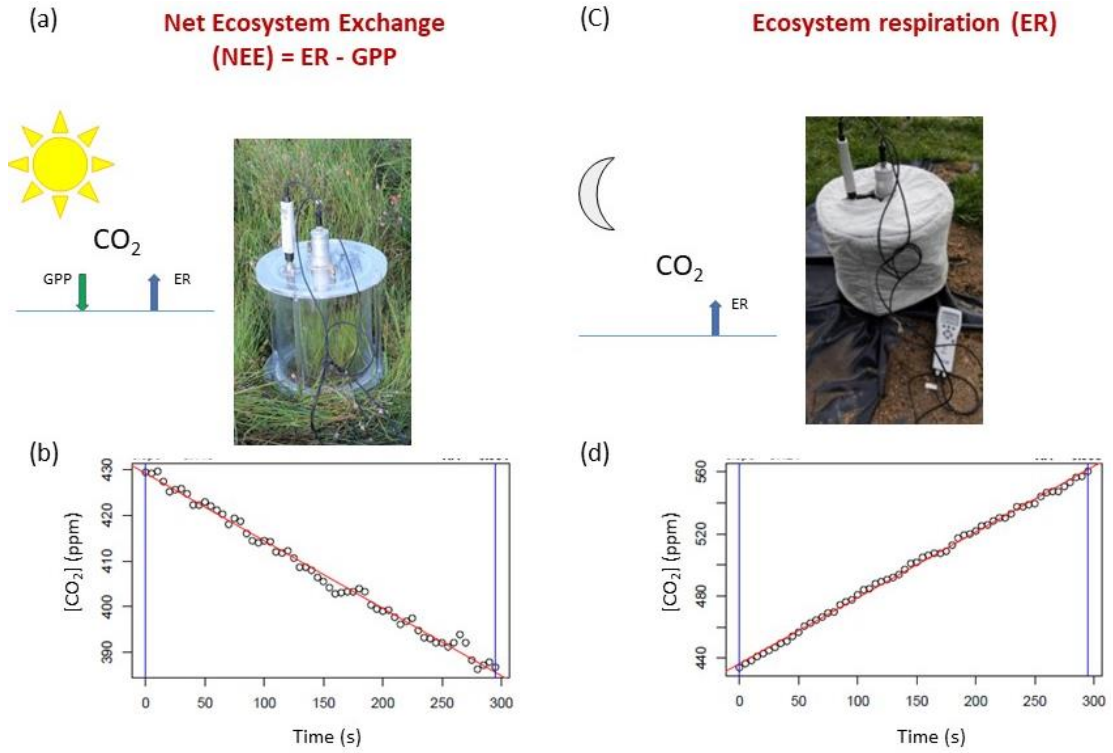 (a)
Net Ecosystem Exchange
(NEE) = ER - GPP
CO2
GPP
ER
(b)
430
420
410
400
390
[CO2] (ppm)
0 50 100 150 200 250 300
Time (s)
(C)
Ecosystem respiration (ER)
CO2
ER
(d)
560
520
480
440
[CO2] (ppm)
0 50 100 150 200 250 300
Time (s)